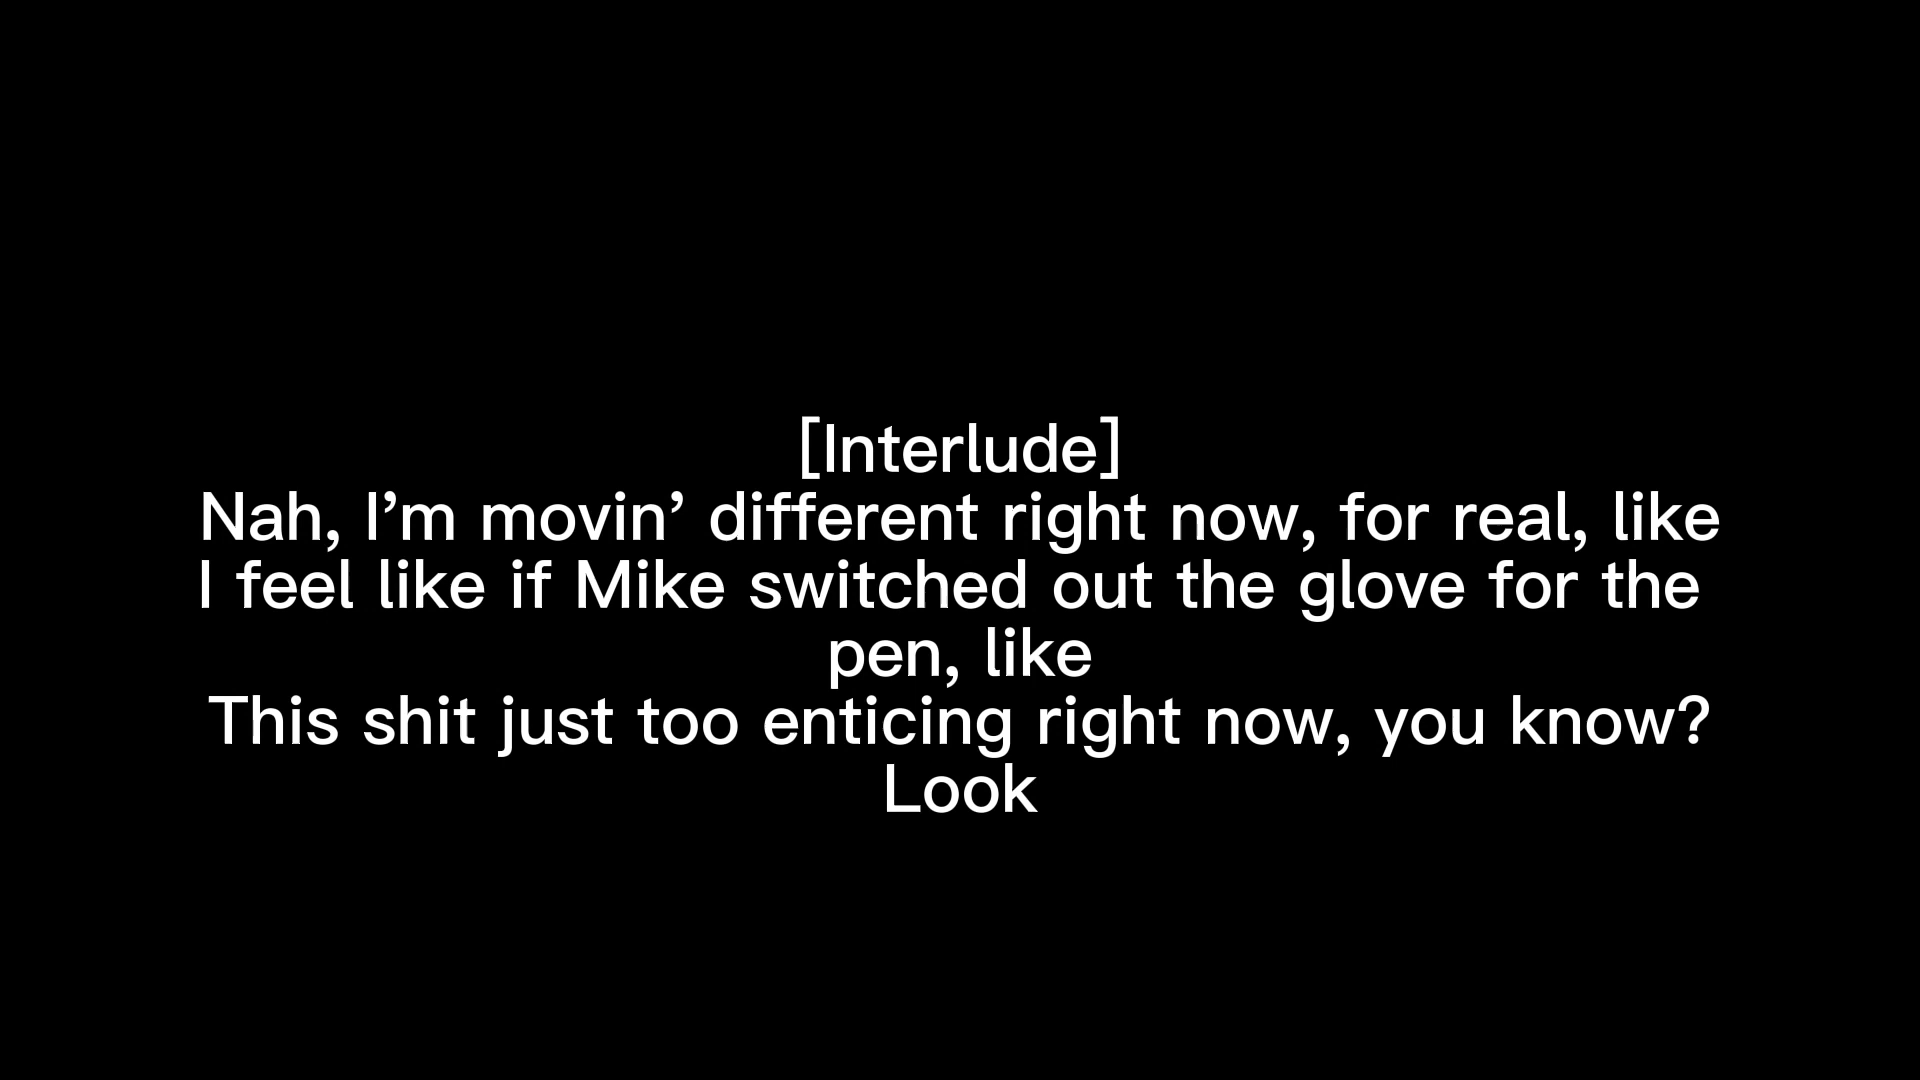 [Interlude]
Nah, I’m movin’ different right now, for real, like
I feel like if Mike switched out the glove for the
pen, like
This shit just too enticing right now, you know?
Look